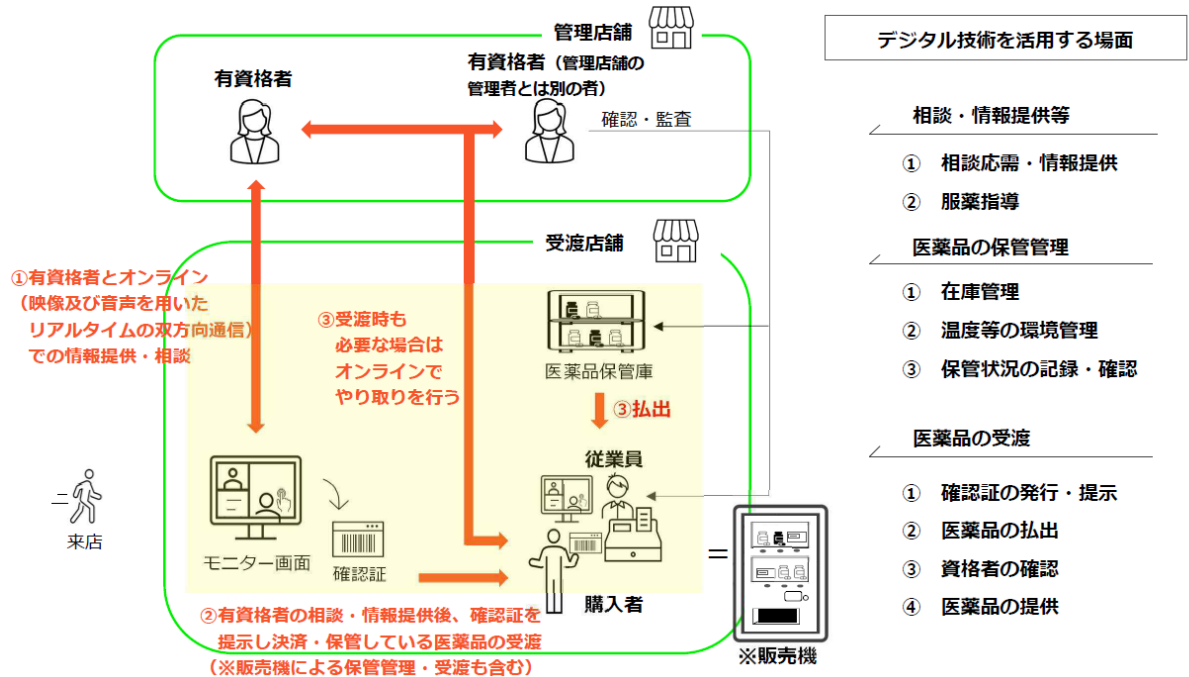 管理店舗
有資格者
有資格者（管理店舗の
管理者とは別の者）
確認・監査
受渡店舗
①有資格者とオンライン
（映像及び音声を用いた
リアルタイムの双方向通信）
での情報提供・相談
③受渡時も
必要な場合は
オンラインで
やり取りを行う
医薬品保管庫
③払出
従業員
来店
モニター画面
確認証
購入者
＝
※販売機
②有資格者の相談・情報提供後、確認証を
提示し決済・保管している医薬品の受渡
（※販売機による保管管理・受渡も含む）
デジタル技術を活用する場面
相談・情報提供等
① 相談応需・情報提供
② 服薬指導
医薬品の保管管理
① 在庫管理
② 温度等の環境管理
③ 保管状況の記録・確認
医薬品の受渡
① 確認証の発行・提示
② 医薬品の払出
③ 資格者の確認
④ 医薬品の提供